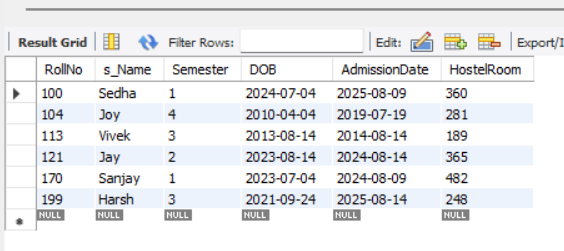 Result Grid Filter Rows: Edit: Export/I
RollNo s_Name Semester DOB AdmissionDate HostelRoom
100 Sedha 1 2024-07-04 2025-08-09 360
104 Joy 4 2010-04-04 2019-07-19 281
113 Vivek 3 2013-08-14 2014-08-14 189
121 Jay 2 2023-08-14 2024-08-14 365
170 Sanjay 1 2023-07-04 2024-08-09 482
199 Harsh 3 2021-09-24 2025-08-14 248
NULL NULL NULL NULL NULL NULL